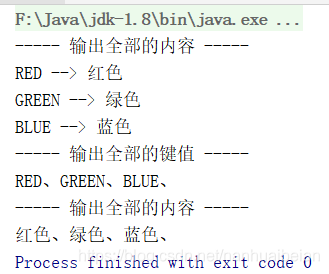 F:\Java\jdk-1.8\bin\java.exe ...
----- 输出全部的内容 -----
RED --> 红色
GREEN --> 绿色
BLUE --> 蓝色
----- 输出全部的键值 -----
RED、GREEN、BLUE、
----- 输出全部的内容 -----
红色、绿色、蓝色、
Process finished with exit code 0